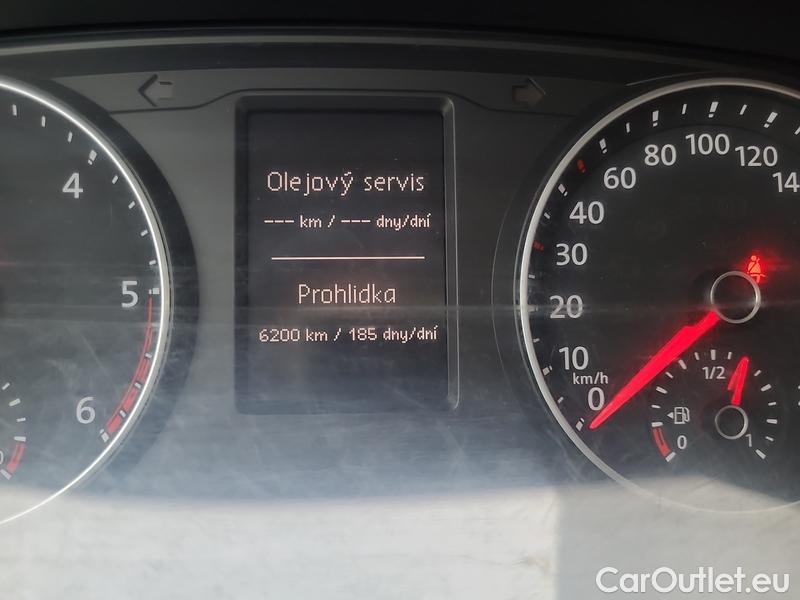 Olejový servis
--- km / --- dny/dní
Prohlidka
6200 km / 185 dny/dní
4
5
6
0
10
20
30
40
60
80
100
120
14
km/h
1/2
0
1
CarOutlet.eu